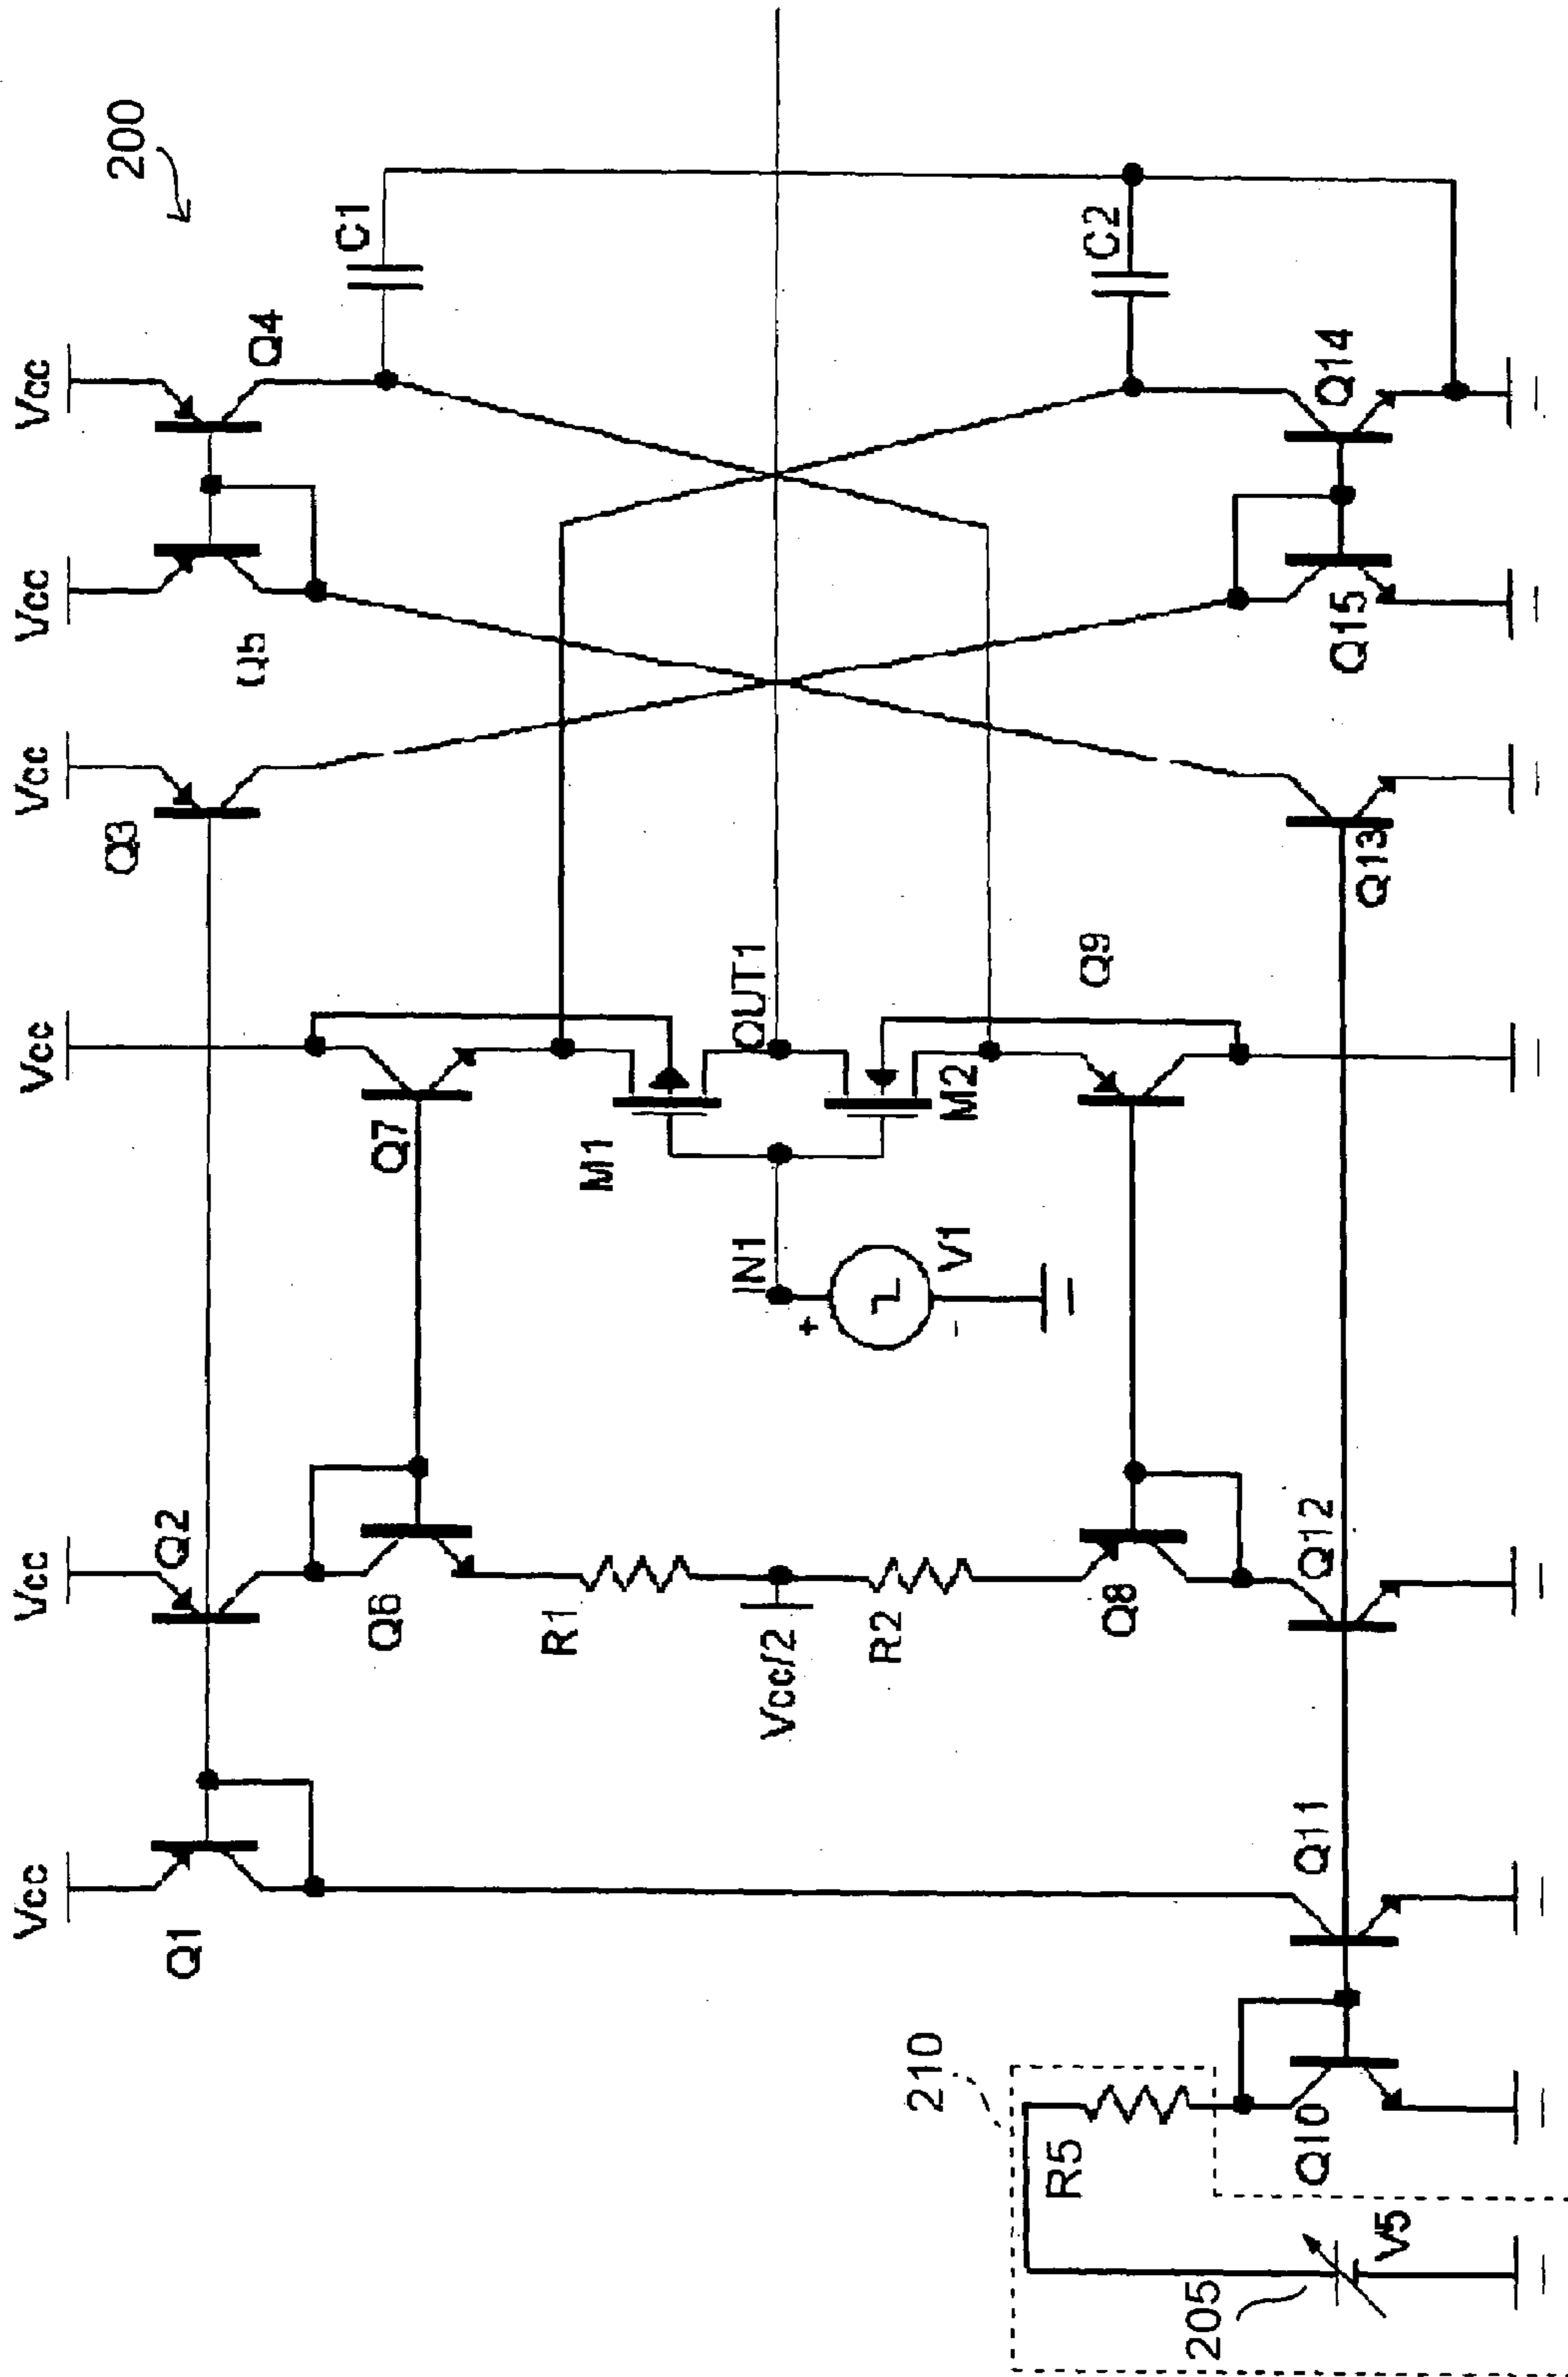 200
Vcc
Vcc
Vcc
Vcc
Vcc
Vcc
Q1
Q2
Q3
Q5
Q4
C1
Q6
Q7
R1
M1
OUT1
IN1
+
V1
-
Vcc/2
R2
M2
Q9
C2
Q8
Q12
Q11
Q13
Q15
Q14
210
R5
Q10
205
V5